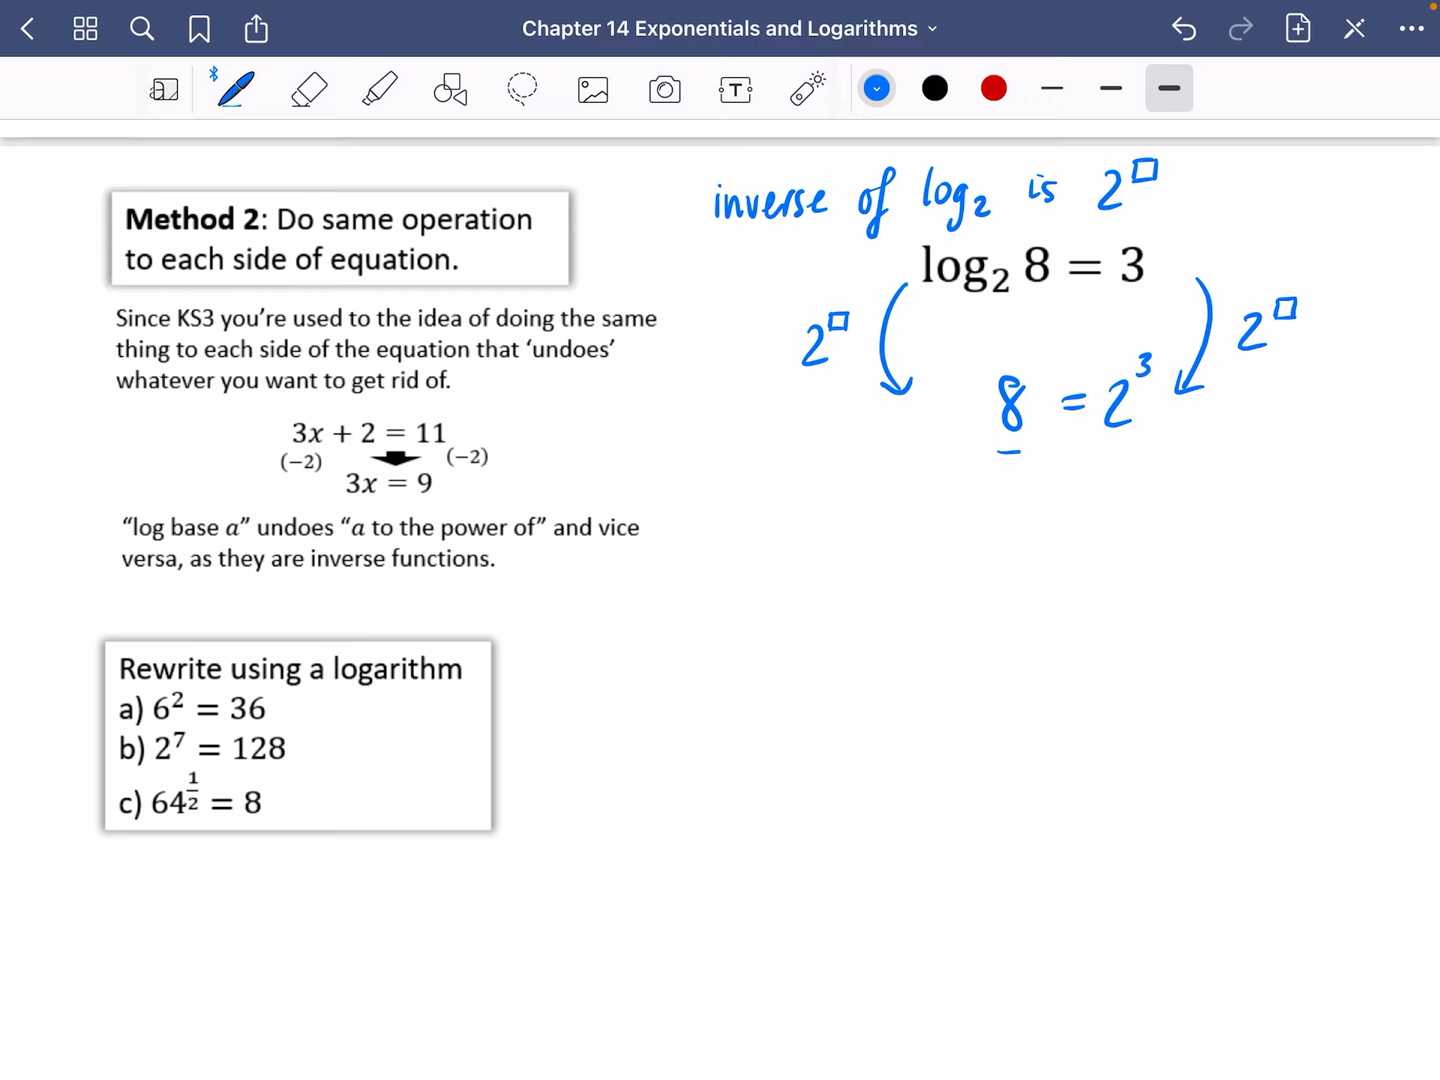 Chapter 14 Exponentials and Logarithms
Method 2: Do same operation
to each side of equation.
Since KS3 you’re used to the idea of doing the same
thing to each side of the equation that ‘undoes’
whatever you want to get rid of.
3x + 2 = 11
(−2) (−2)
3x = 9
“log base a” undoes “a to the power of” and vice
versa, as they are inverse functions.
Rewrite using a logarithm
a) 6² = 36
b) 2⁷ = 128
c) 64^(1/2) = 8
inverse of log₂ is 2^□
log₂ 8 = 3
2^□ 2^□
8 = 2³